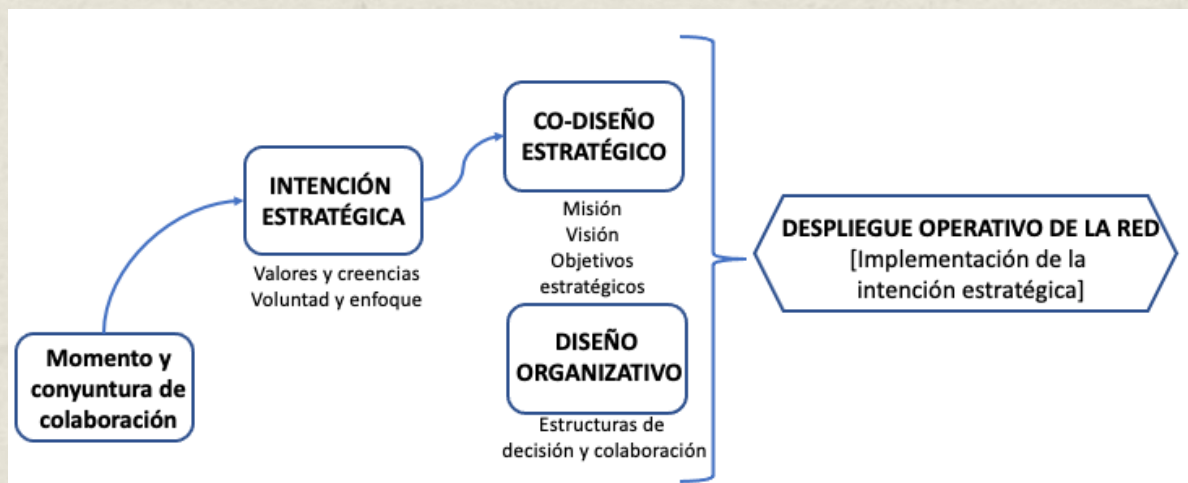 Momento y
conyuntura de
colaboración
INTENCIÓN
ESTRATÉGICA
Valores y creencias
Voluntad y enfoque
CO-DISEÑO
ESTRATÉGICO
Misión
Visión
Objetivos
estratégicos
DISEÑO
ORGANIZATIVO
Estructuras de
decisión y colaboración
DESPLIEGUE OPERATIVO DE LA RED
[Implementación de la
intención estratégica]